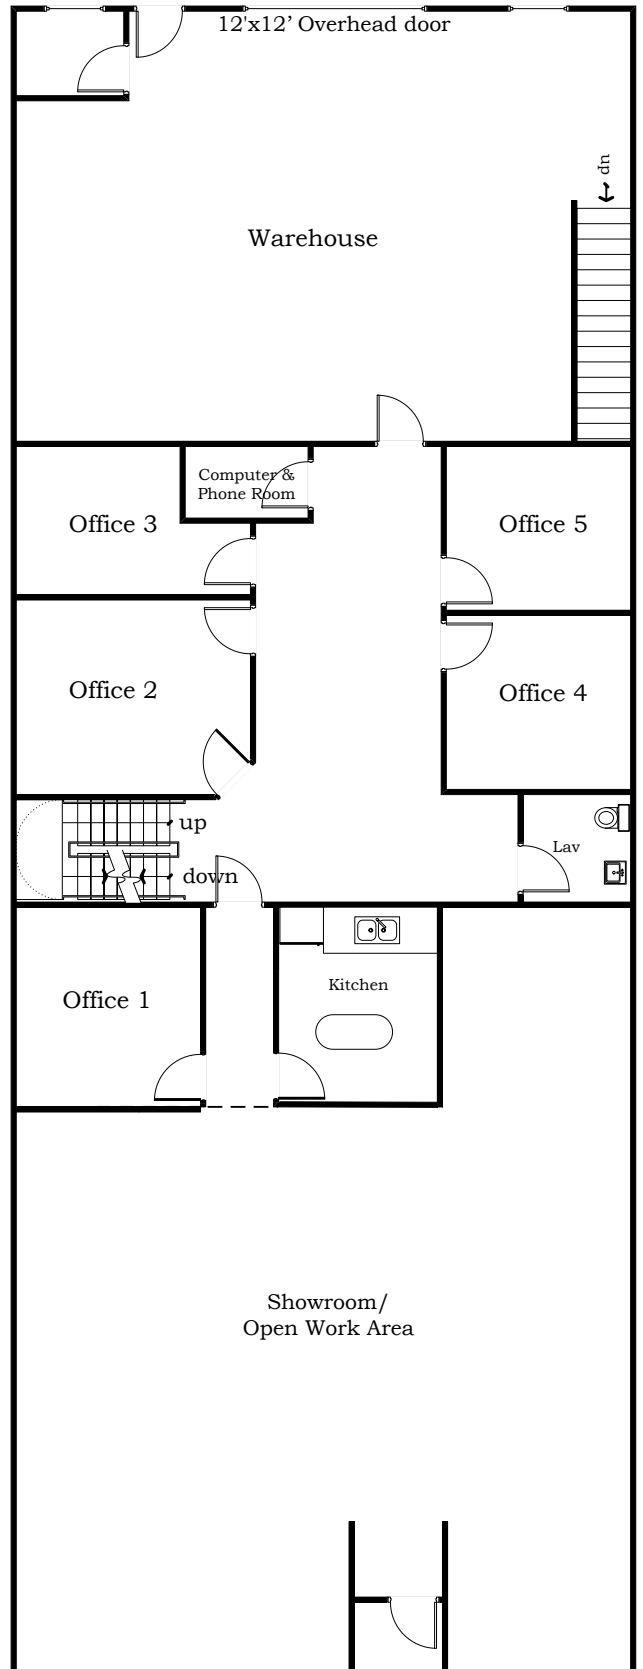 12'x12’ Overhead door
dn
Warehouse
Computer &
Phone Room
Office 3
Office 5
Office 2
Office 4
up
Lav
down
Kitchen
Office 1
Showroom/
Open Work Area